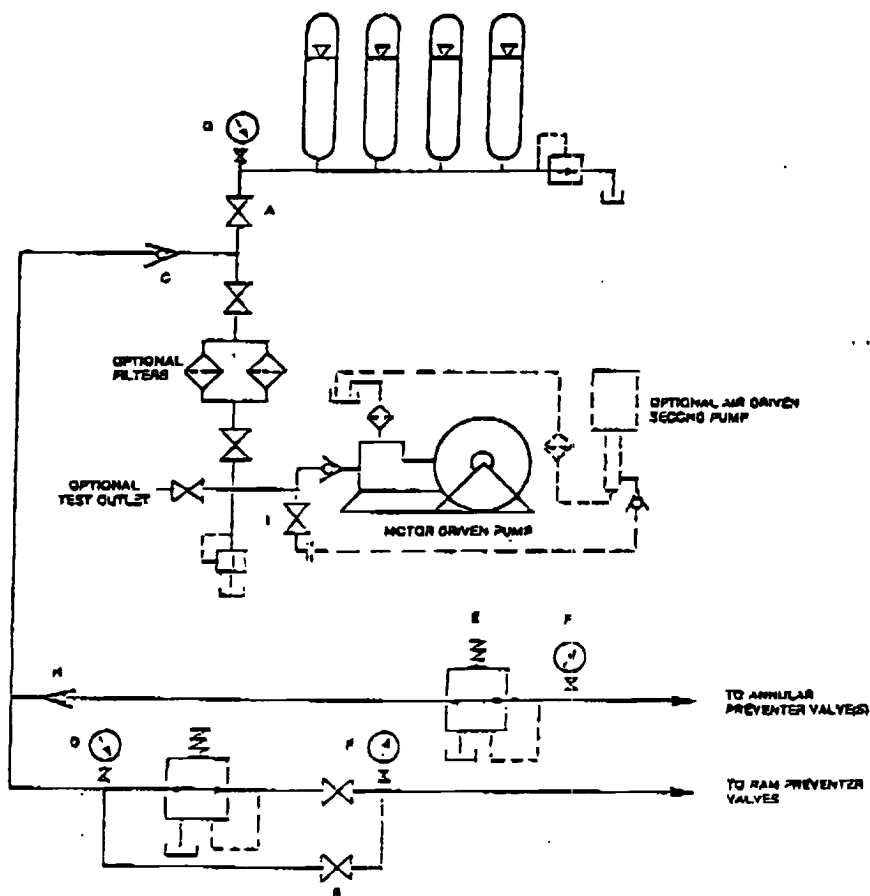 A
C
OPTIONAL
FILTERS
OPTIONAL AIR DRIVEN
SECOND PUMP
OPTIONAL
TEST OUTLET
I
MOTOR DRIVEN PUMP
E
F
H
TO ANNULAR
PREVENTER VALVE(S)
F
TO RAM PREVENTER
VALVES